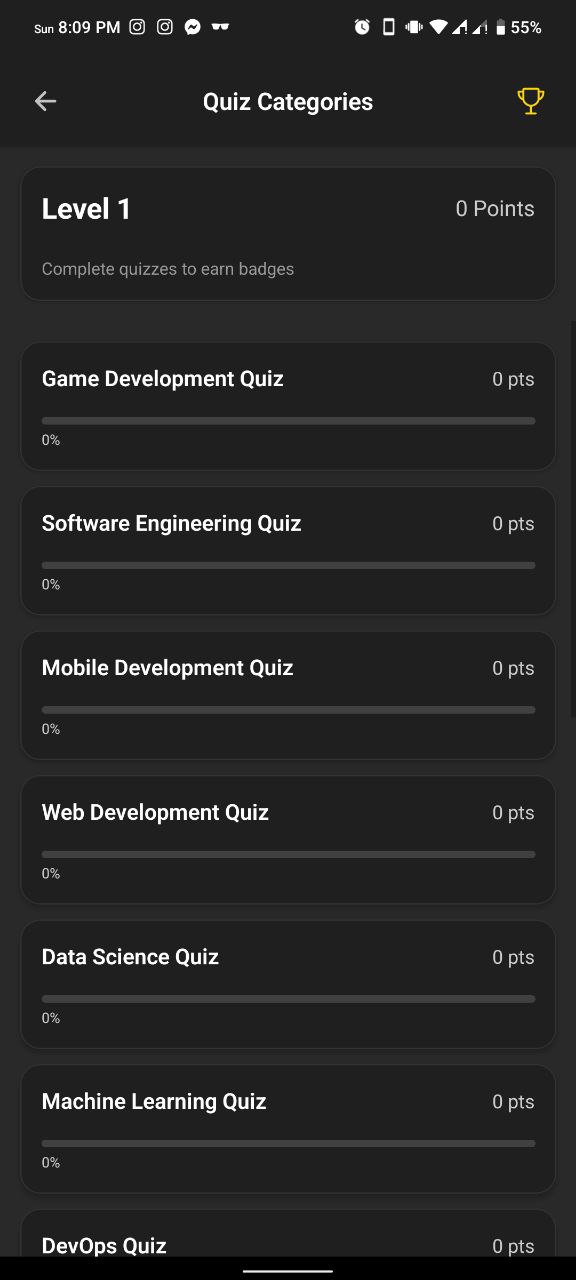 Sun 8:09 PM 55%
Quiz Categories
Level 1 0 Points
Complete quizzes to earn badges
Game Development Quiz 0 pts
0%
Software Engineering Quiz 0 pts
0%
Mobile Development Quiz 0 pts
0%
Web Development Quiz 0 pts
0%
Data Science Quiz 0 pts
0%
Machine Learning Quiz 0 pts
0%
DevOps Quiz 0 pts